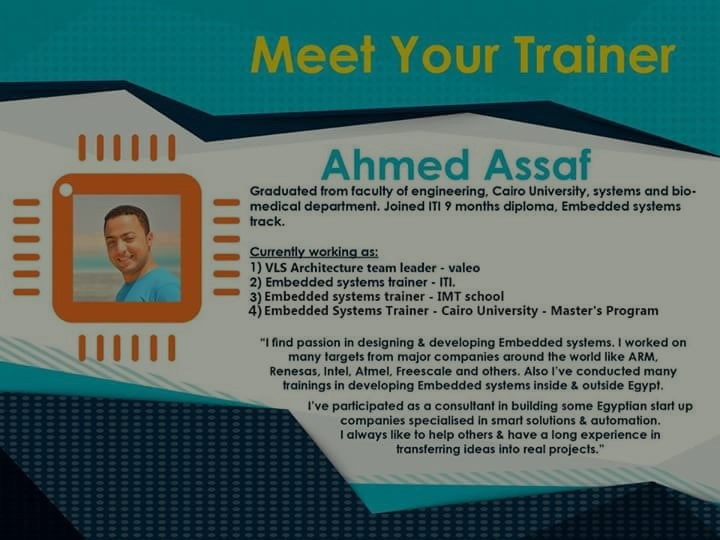 Meet Your Trainer
Ahmed Assaf
Graduated from faculty of engineering, Cairo University, systems and bio-
medical department. Joined ITI 9 months diploma, Embedded systems
track.
Currently working as:
1) VLS Architecture team leader - valeo
2) Embedded systems trainer - ITI.
3) Embedded systems trainer - IMT school
4) Embedded Systems Trainer - Cairo University - Master's Program
"I find passion in designing & developing Embedded systems. I worked on
many targets from major companies around the world like ARM,
Renesas, Intel, Atmel, Freescale and others. Also I've conducted many
trainings in developing Embedded systems inside & outside Egypt.
I've participated as a consultant in building some Egyptian start up
companies specialised in smart solutions & automation.
I always like to help others & have a long experience in
transferring ideas into real projects."